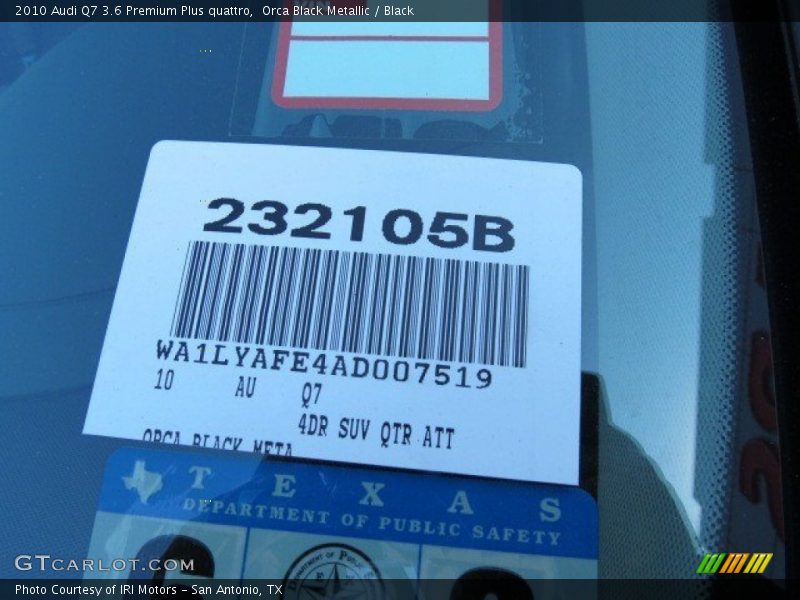 2010 Audi Q7 3.6 Premium Plus quattro, Orca Black Metallic / Black
232105B
WA1LYAFE4AD007519
10 AU Q7
4DR SUV QTR ATT
ORCA BLACK META
TEXAS
DEPARTMENT OF PUBLIC SAFETY
GTCARLOT.COM
Photo Courtesy of IRI Motors - San Antonio, TX